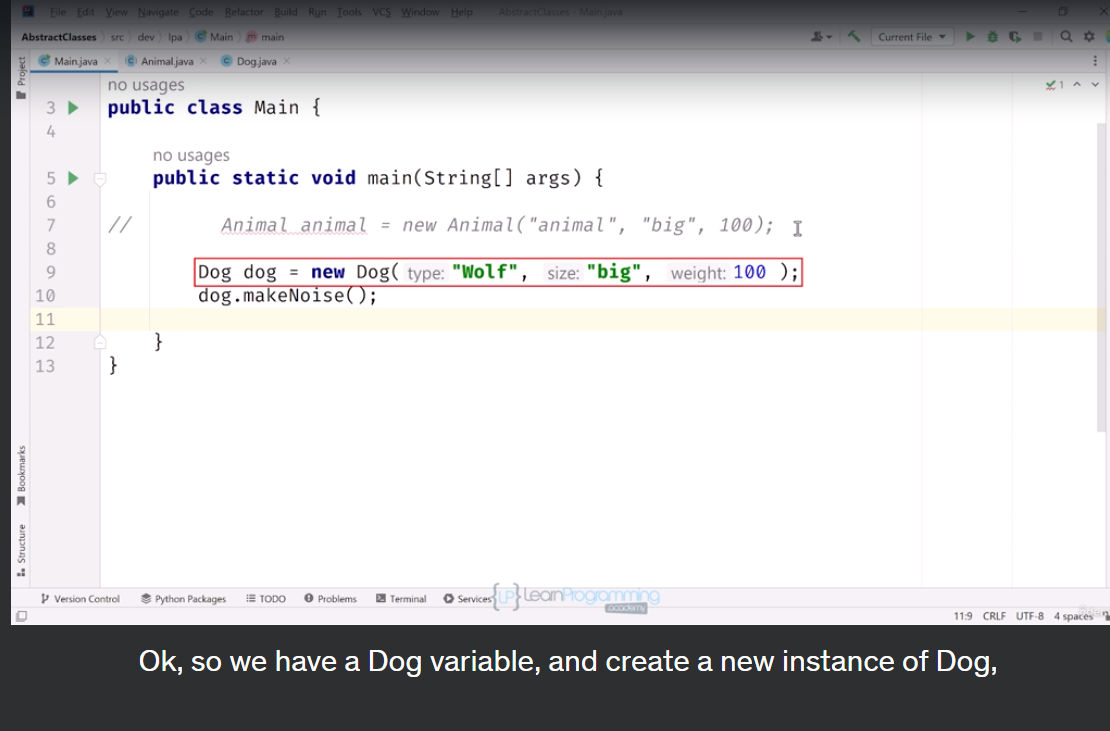 File Edit View Navigate Code Refactor Build Run Tools VCS Window Help AbstractClasses - Main.java
AbstractClasses src dev lpa Main main Current File
Main.java Animal.java Dog.java
Project
no usages
1
3 public class Main {
4
no usages
5 public static void main(String[] args) {
6
7 // Animal animal = new Animal("animal", "big", 100);
8
9 Dog dog = new Dog( type: "Wolf", size: "big", weight: 100 );
10 dog.makeNoise();
11
12 }
13 }
Bookmarks
Structure
Version Control Python Packages TODO Problems Terminal Services
{LP} LearnProgramming
academy
11:9 CRLF UTF-8 4 spaces
Ok, so we have a Dog variable, and create a new instance of Dog,